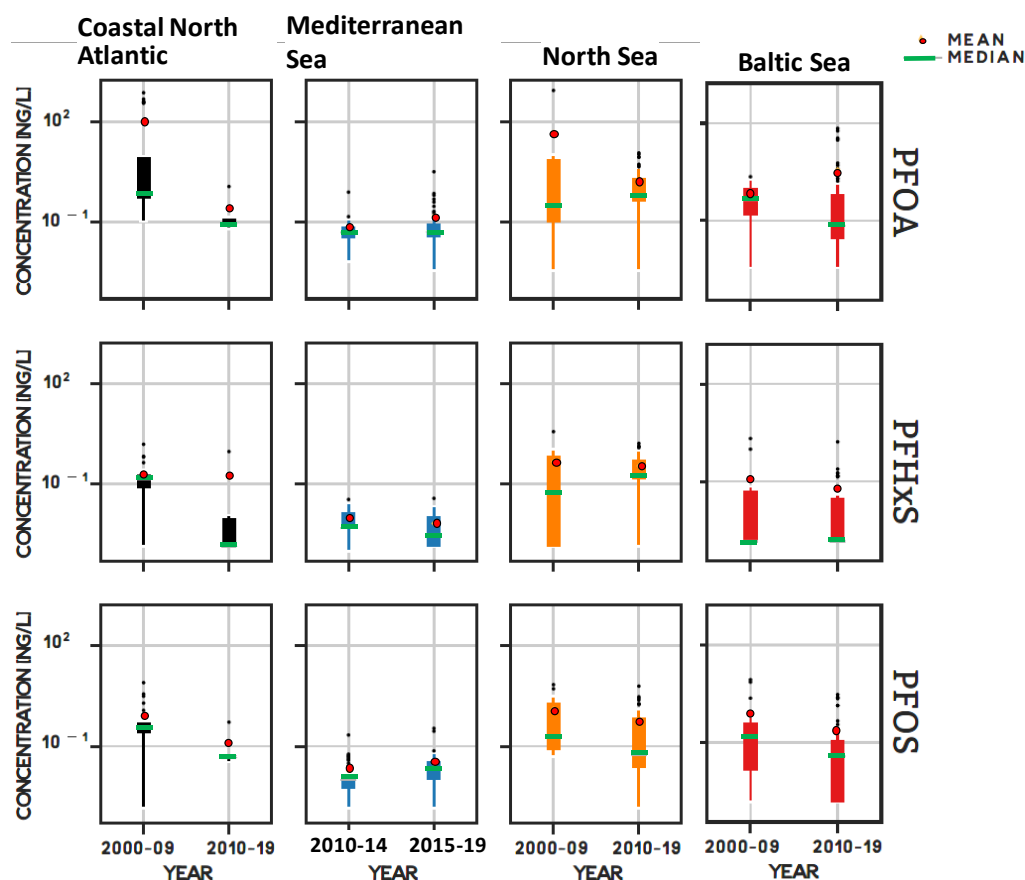 Coastal North
Atlantic
Mediterranean
Sea
North Sea
Baltic Sea
MEAN
MEDIAN
CONCENTRATION [NG/L]
10²
10⁻¹
PFOA
CONCENTRATION [NG/L]
10²
10⁻¹
PFHxS
CONCENTRATION [NG/L]
10²
10⁻¹
PFOS
2000-09 2010-19
YEAR
2010-14 2015-19
YEAR
2000-09 2010-19
YEAR
2000-09 2010-19
YEAR